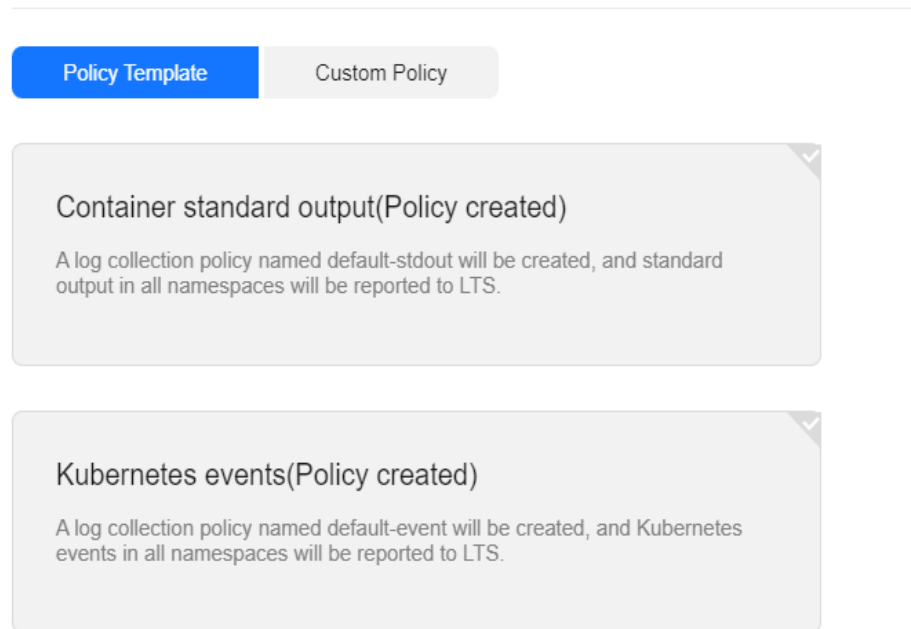 Policy Template
Custom Policy
Container standard output(Policy created)
A log collection policy named default-stdout will be created, and standard
output in all namespaces will be reported to LTS.
Kubernetes events(Policy created)
A log collection policy named default-event will be created, and Kubernetes
events in all namespaces will be reported to LTS.